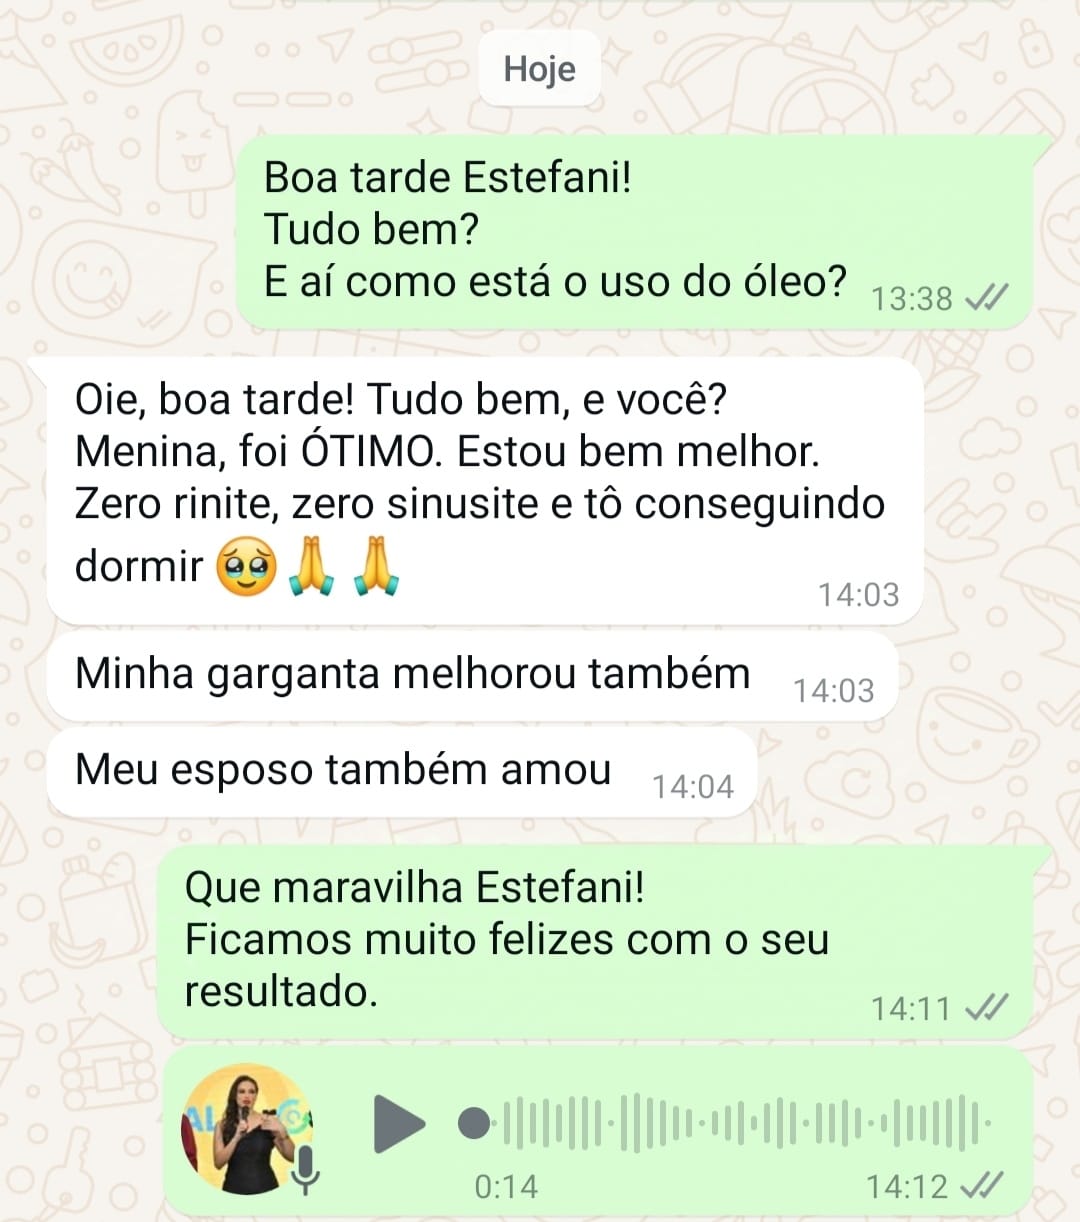 Hoje
Boa tarde Estefani!
Tudo bem?
E aí como está o uso do óleo?
13:38
Oie, boa tarde! Tudo bem, e você?
Menina, foi ÓTIMO. Estou bem melhor.
Zero rinite, zero sinusite e tô conseguindo
dormir 🥹🙏🙏
14:03
Minha garganta melhorou também
14:03
Meu esposo também amou
14:04
Que maravilha Estefani!
Ficamos muito felizes com o seu
resultado.
14:11
AL
0:14
14:12